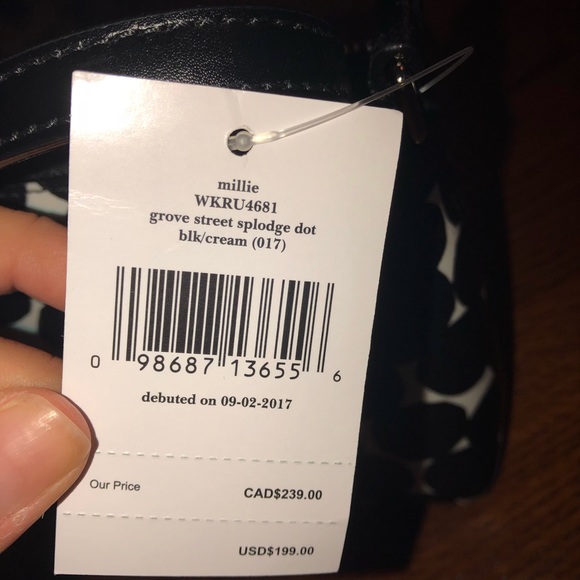 millie
WKRU4681
grove street splodge dot
blk/cream (017)
0 98687 13655 6
debuted on 09-02-2017
Our Price CAD$239.00
USD$199.00